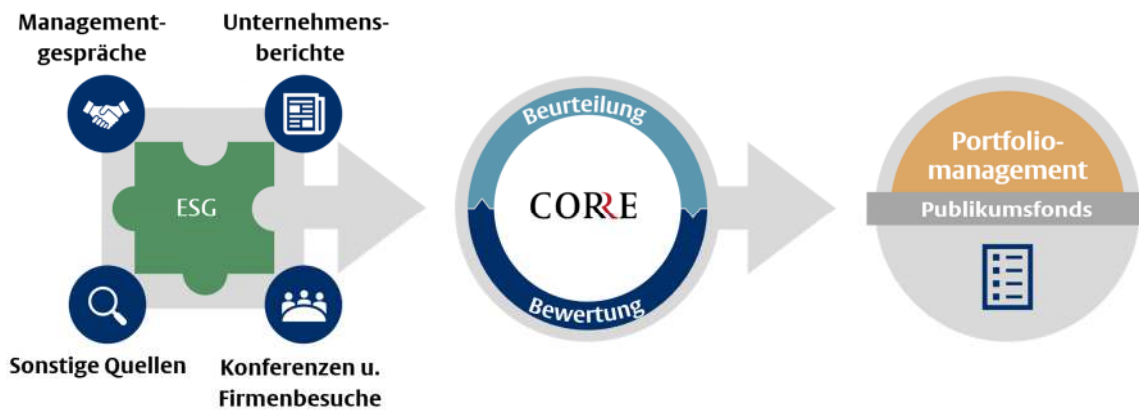 Management-
gespräche
Unternehmens-
berichte
ESG
Sonstige Quellen
Konferenzen u.
Firmenbesuche
Beurteilung
CORRE
Bewertung
Portfolio-
management
Publikumsfonds